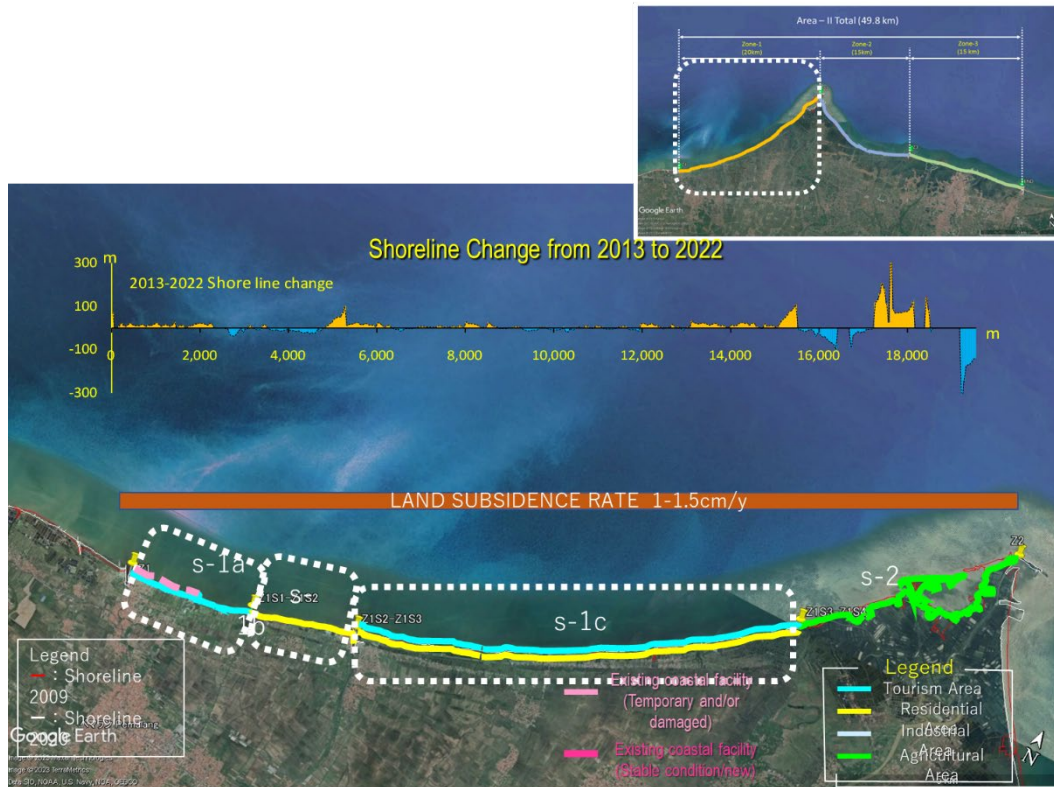 Area – II Total (49.8 km)
Zone-1
(20km)
Zone-2
(15km)
Zone-3
(15 km)
Google Earth
N
Shoreline Change from 2013 to 2022
300 m
2013-2022 Shore line change
100
-100
-300
m
0 2,000 4,000 6,000 8,000 10,000 12,000 14,000 16,000 18,000
LAND SUBSIDENCE RATE 1-1.5cm/y
Z1
s-1a
Z1S1-Z1S2
s-
1b
Z1S2-Z1S3
s-1c
Z1S3-Z1S4
s-2
Z2
Legend
: Shoreline
2009
: Shoreline
Google Earth
Existing coastal facility
(Temporary and/or
damaged)
Existing coastal facility
(Stable condition/new)
Legend
Tourism Area
Residential
Area
Industrial
Area
Agricultural
Area
N